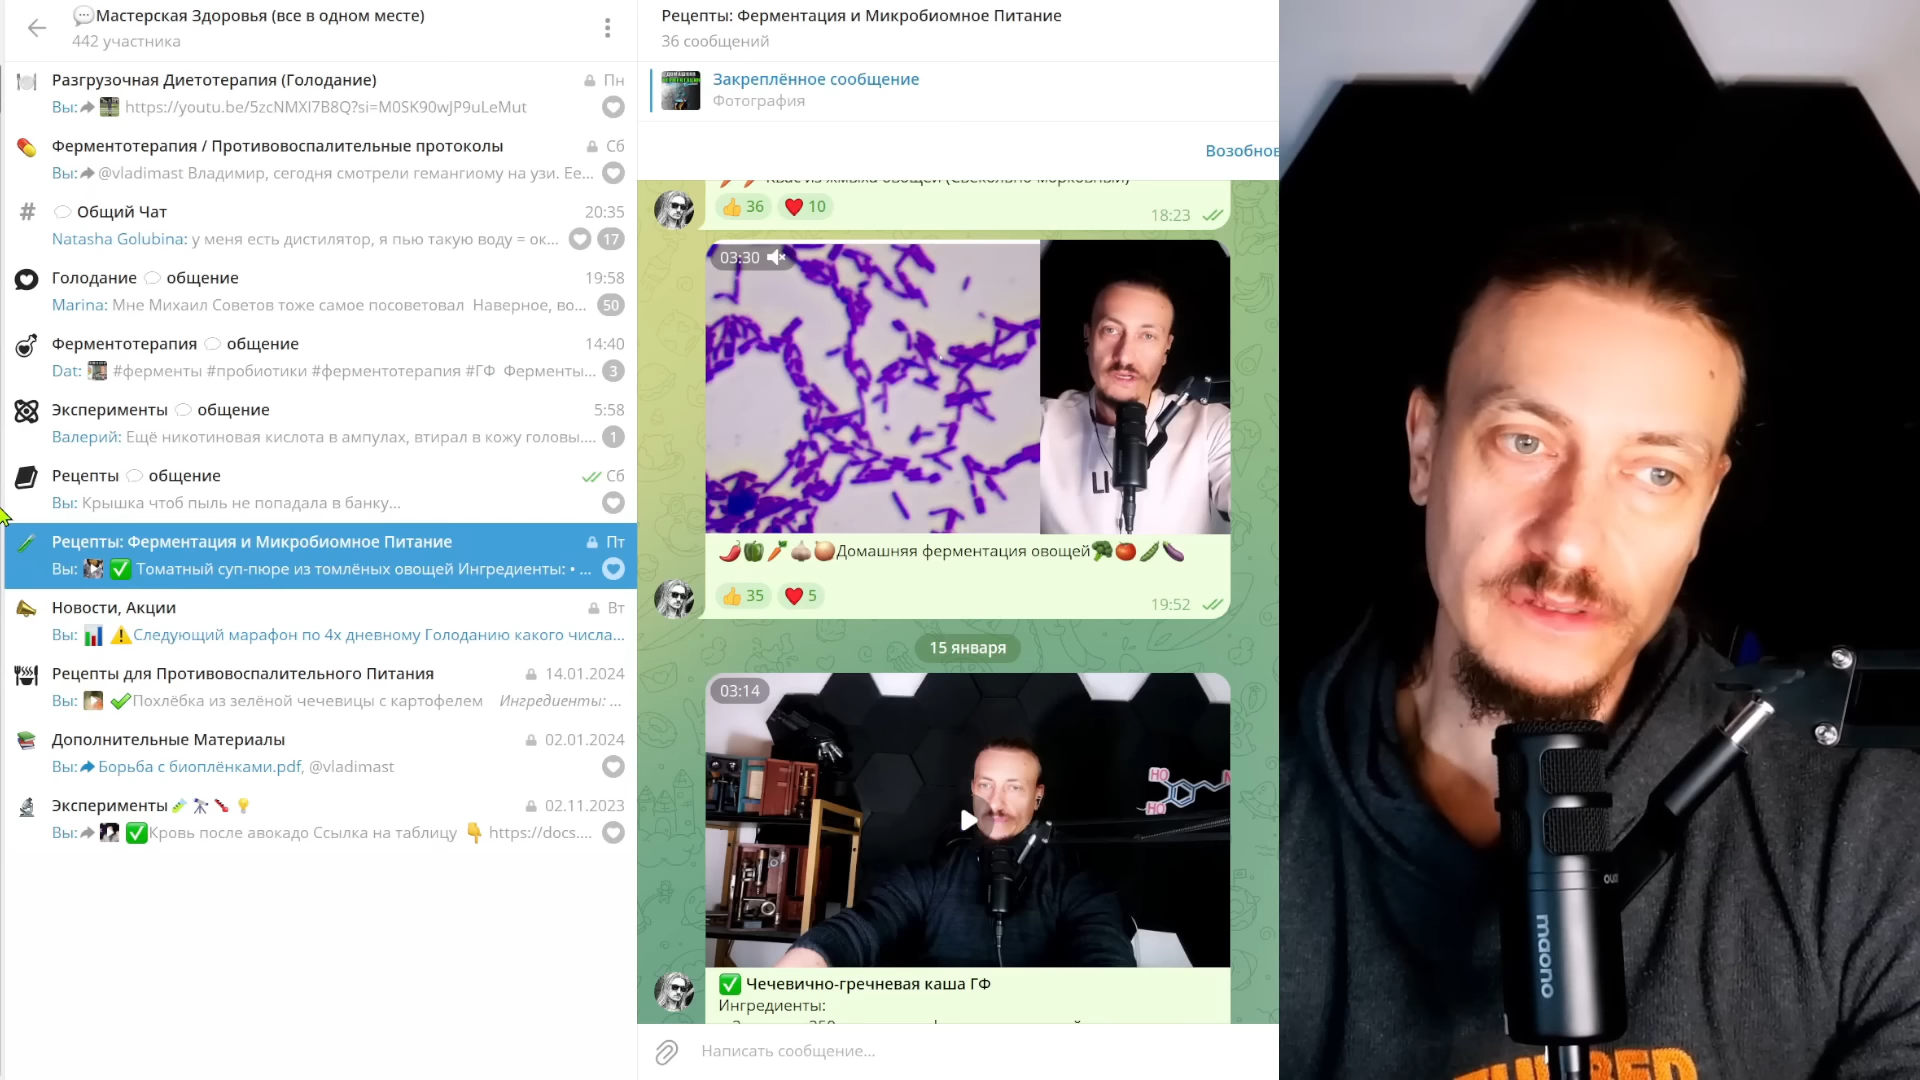 Мастерская Здоровья (все в одном месте)
442 участника
Разгрузочная Диетотерапия (Голодание)
Пн
Вы: https://youtu.be/5zcNMXI7B8Q?si=M0SK90wJP9uLeMut
Ферментотерапия / Противовоспалительные протоколы
Сб
Вы: @vladimast Владимир, сегодня смотрели гемангиому на узи. Ее...
# Общий Чат
20:35
Natasha Golubina: у меня есть дистилятор, я пью такую воду = ок...
17
Голодание общение
19:58
Marina: Мне Михаил Советов тоже самое посоветовал Наверное, во...
50
Ферментотерапия общение
14:40
Dat: #ферменты #пробиотики #ферментотерапия #ГФ Ферменты...
3
Эксперименты общение
5:58
Валерий: Ещё никотиновая кислота в ампулах, втирал в кожу головы....
1
Рецепты общение
Сб
Вы: Крышка чтоб пыль не попадала в банку...
Рецепты: Ферментация и Микробиомное Питание
Пт
Вы: Томатный суп-пюре из томлёных овощей Ингредиенты: • ...
Новости, Акции
Вт
Вы: Следующий марафон по 4х дневному Голоданию какого числа...
Рецепты для Противовоспалительного Питания
14.01.2024
Вы: Похлёбка из зелёной чечевицы с картофелем Ингредиенты: ...
Дополнительные Материалы
02.01.2024
Вы: Борьба с биоплёнками.pdf, @vladimast
Эксперименты
02.11.2023
Вы: Кровь после авокадо Ссылка на таблицу https://docs....
Рецепты: Ферментация и Микробиомное Питание
36 сообщений
Закреплённое сообщение
Фотография
Возобнов
Квас из жмыха овощей (Свекольно-морковный)
36 10
18:23
03:30
LI
Домашняя ферментация овощей
35 5
19:52
15 января
03:14
HO
HO
Чечевично-гречневая каша ГФ
Ингредиенты:
Написать сообщение...
maono